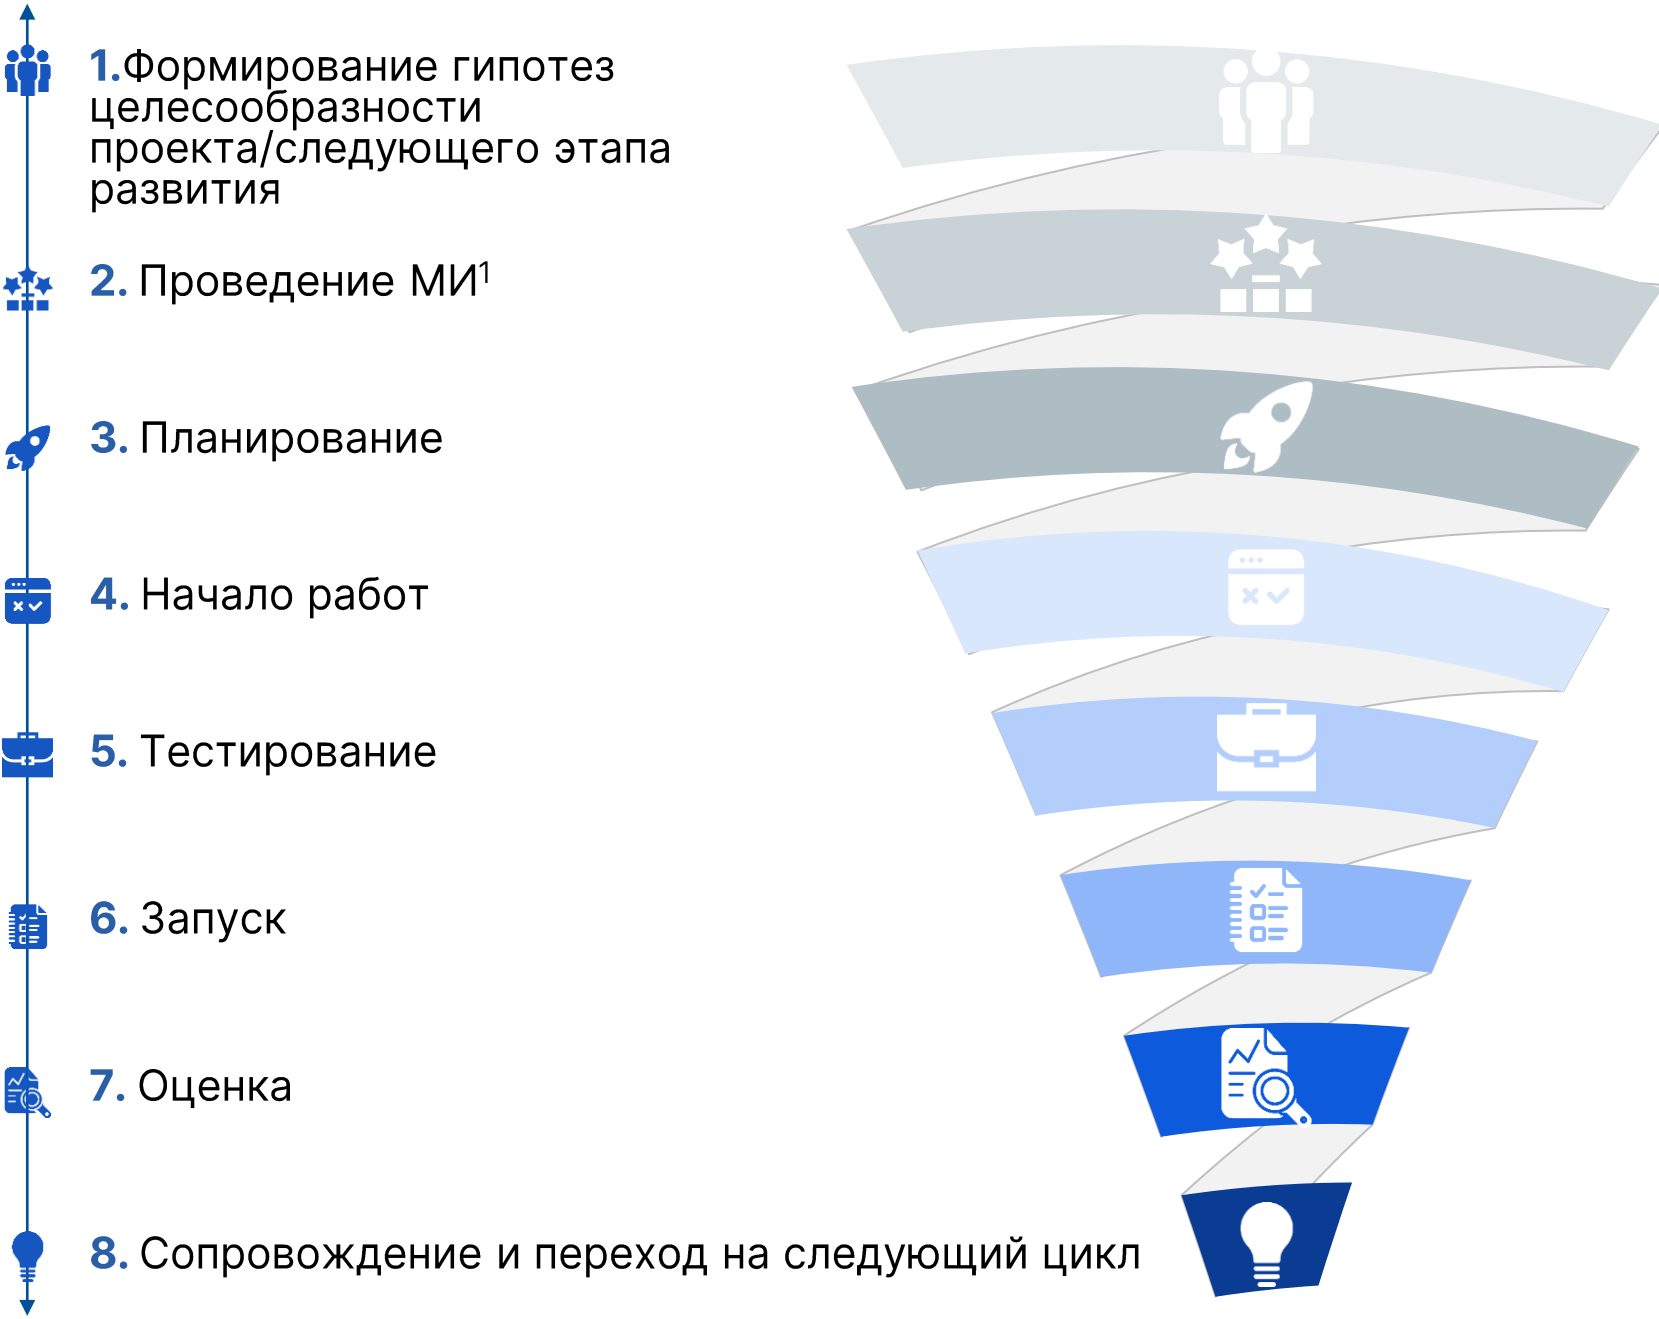 1.Формирование гипотез
целесообразности
проекта/следующего этапа
развития
2. Проведение МИ¹
3. Планирование
4. Начало работ
5. Тестирование
6. Запуск
7. Оценка
8. Сопровождение и переход на следующий цикл